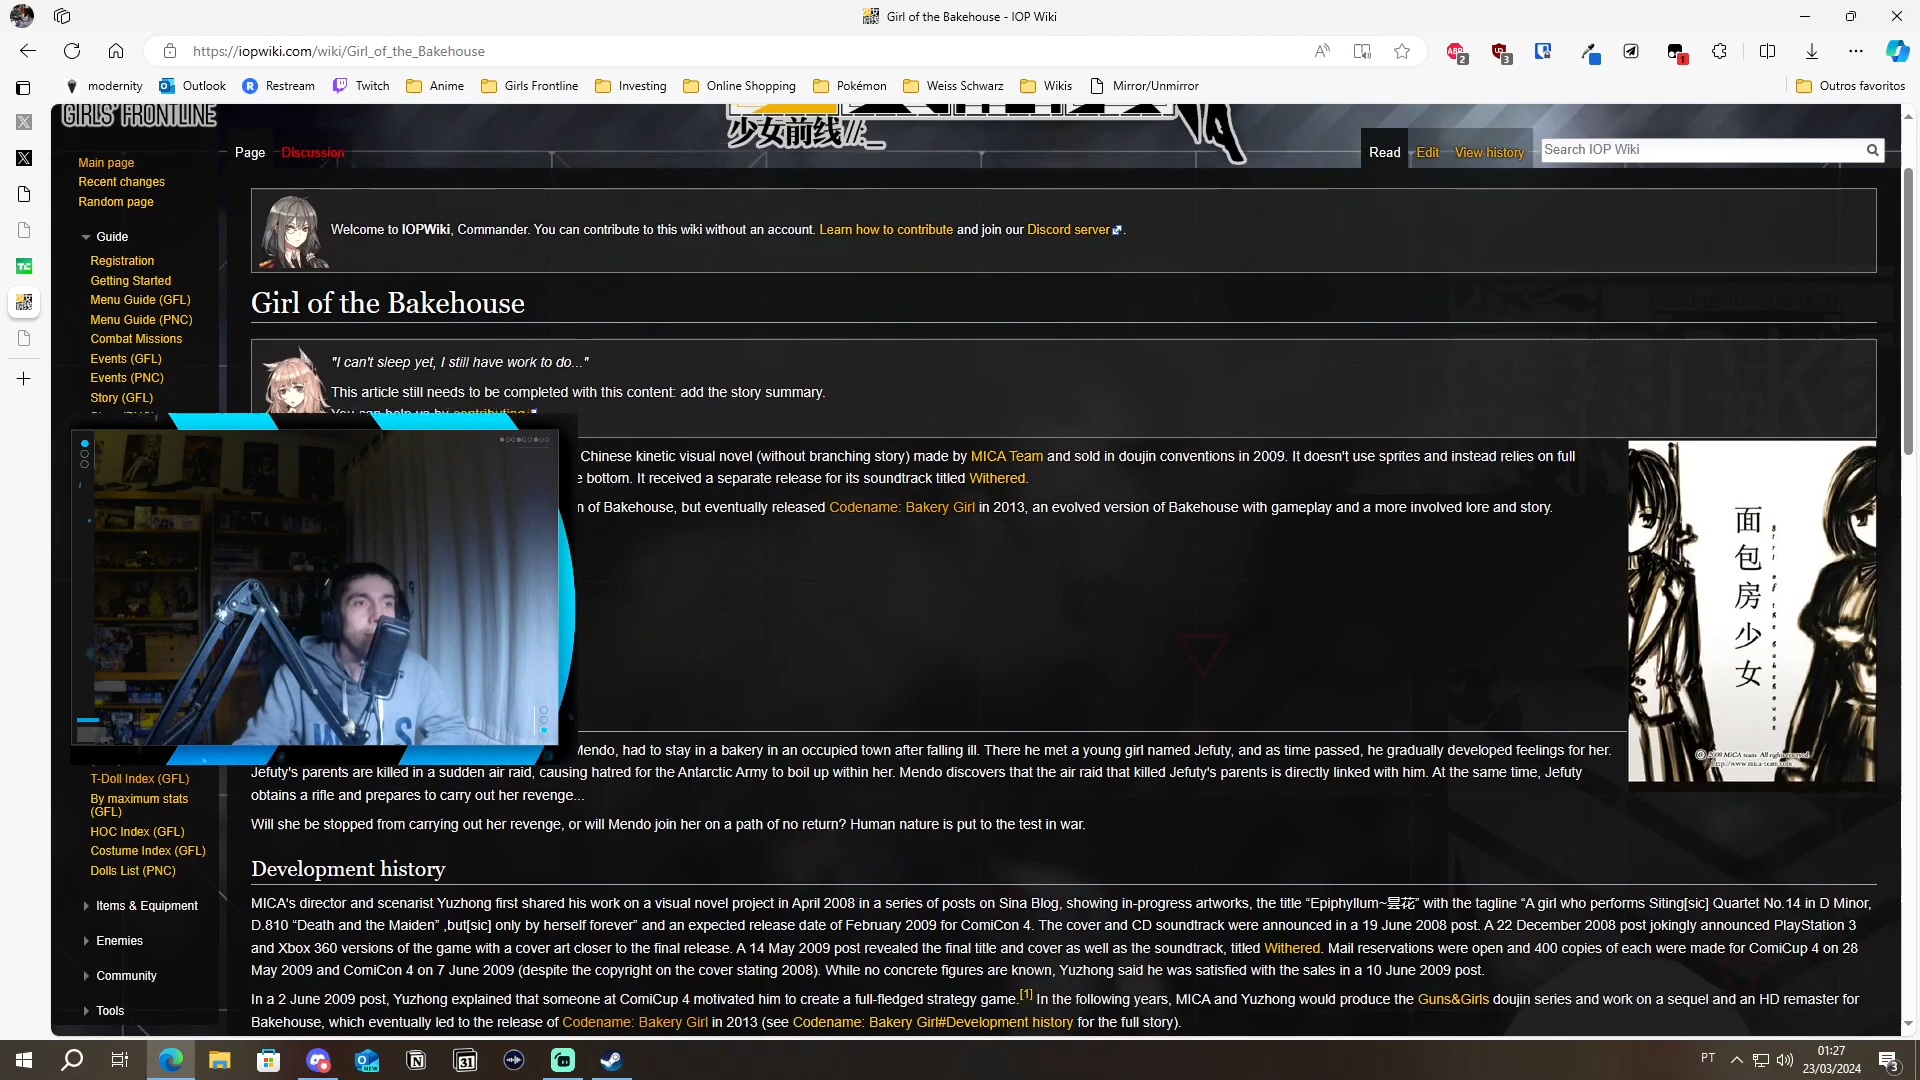 Girl of the Bakehouse - IOP Wiki
https://iopwiki.com/wiki/Girl_of_the_Bakehouse
modernity
Outlook
Restream
Twitch
Anime
Girls Frontline
Investing
Online Shopping
Pokémon
Weiss Schwarz
Wikis
Mirror/Unmirror
Outros favoritos
GIRLS' FRONTLINE
少女前线
Page
Discussion
Read
Edit
View history
Search IOP Wiki
Main page
Recent changes
Random page
Guide
Registration
Getting Started
Menu Guide (GFL)
Menu Guide (PNC)
Combat Missions
Events (GFL)
Events (PNC)
Story (GFL)
Welcome to IOPWiki, Commander. You can contribute to this wiki without an account. Learn how to contribute and join our Discord server.
Girl of the Bakehouse
"I can't sleep yet, I still have work to do..."
This article still needs to be completed with this content: add the story summary.
You can help us by contributing
Chinese kinetic visual novel (without branching story) made by MICA Team and sold in doujin conventions in 2009. It doesn't use sprites and instead relies on full
bottom. It received a separate release for its soundtrack titled Withered.
of Bakehouse, but eventually released Codename: Bakery Girl in 2013, an evolved version of Bakehouse with gameplay and a more involved lore and story.
面包房少女
Girl of the Bakehouse
© 2008 MICA team. All rights reserved.
http://www.mica-team.com
Mendo, had to stay in a bakery in an occupied town after falling ill. There he met a young girl named Jefuty, and as time passed, he gradually developed feelings for her.
Jefuty's parents are killed in a sudden air raid, causing hatred for the Antarctic Army to boil up within her. Mendo discovers that the air raid that killed Jefuty's parents is directly linked with him. At the same time, Jefuty
obtains a rifle and prepares to carry out her revenge...
Will she be stopped from carrying out her revenge, or will Mendo join her on a path of no return? Human nature is put to the test in war.
Development history
MICA's director and scenarist Yuzhong first shared his work on a visual novel project in April 2008 in a series of posts on Sina Blog, showing in-progress artworks, the title “Epiphyllum~昙花” with the tagline “A girl who performs Siting[sic] Quartet No.14 in D Minor,
D.810 “Death and the Maiden” ,but[sic] only by herself forever” and an expected release date of February 2009 for ComiCon 4. The cover and CD soundtrack were announced in a 19 June 2008 post. A 22 December 2008 post jokingly announced PlayStation 3
and Xbox 360 versions of the game with a cover art closer to the final release. A 14 May 2009 post revealed the final title and cover as well as the soundtrack, titled Withered. Mail reservations were open and 400 copies of each were made for ComiCup 4 on 28
May 2009 and ComiCon 4 on 7 June 2009 (despite the copyright on the cover stating 2008). While no concrete figures are known, Yuzhong said he was satisfied with the sales in a 10 June 2009 post.
In a 2 June 2009 post, Yuzhong explained that someone at ComiCup 4 motivated him to create a full-fledged strategy game.[1] In the following years, MICA and Yuzhong would produce the Guns&Girls doujin series and work on a sequel and an HD remaster for
Bakehouse, which eventually led to the release of Codename: Bakery Girl in 2013 (see Codename: Bakery Girl#Development history for the full story).
T-Doll Index (GFL)
By maximum stats
(GFL)
HOC Index (GFL)
Costume Index (GFL)
Dolls List (PNC)
Items & Equipment
Enemies
Community
Tools
PT
01:27
23/03/2024
3